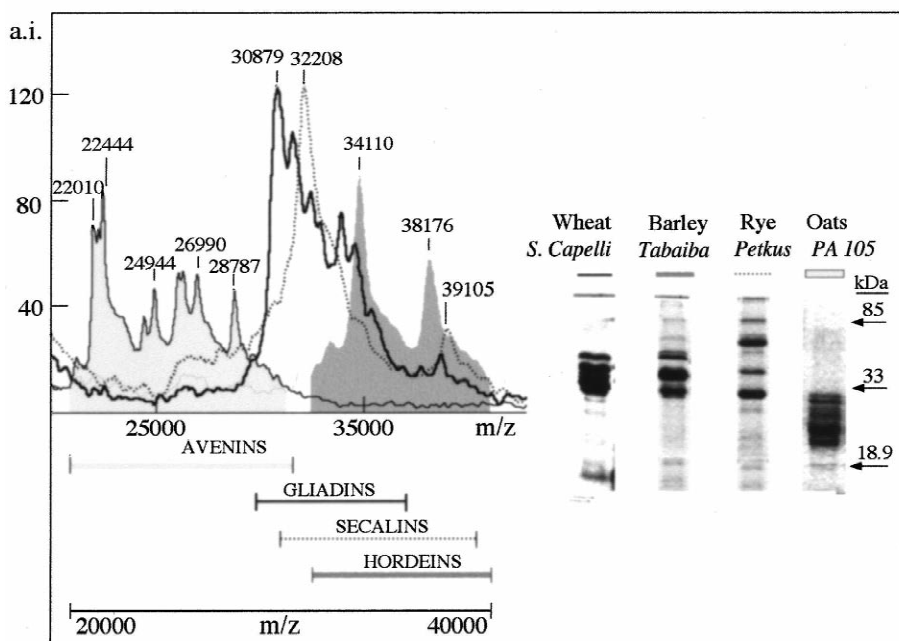 a.i.
120
80
40
30879
32208
22444
22010
24944
26990
28787
34110
38176
39105
25000 35000 m/z
AVENINS
GLIADINS
SECALINS
HORDEINS
20000 m/z 40000
Wheat Barley Rye Oats
S. Capelli Tabaiba Petkus PA 105
kDa
85
33
18.9